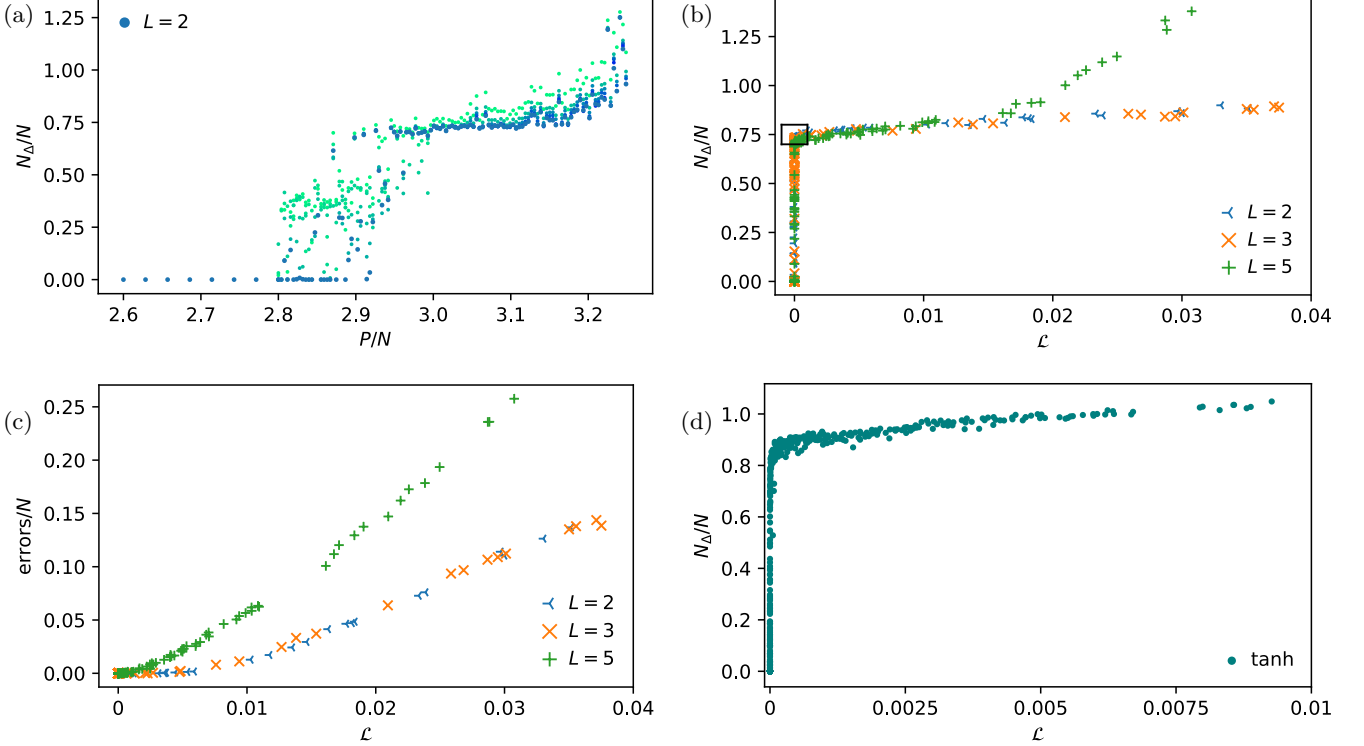 (a)
1.25
1.00
0.75
0.50
0.25
0.00
N_Δ/N
L = 2
2.6 2.7 2.8 2.9 3.0 3.1 3.2
P/N
(b)
1.25
1.00
0.75
0.50
0.25
0.00
N_Δ/N
L = 2
L = 3
L = 5
0 0.01 0.02 0.03 0.04
ℒ
(c)
0.25
0.20
0.15
0.10
0.05
0.00
errors/N
L = 2
L = 3
L = 5
0 0.01 0.02 0.03 0.04
ℒ
(d)
1.0
0.8
0.6
0.4
0.2
0.0
N_Δ/N
tanh
0 0.0025 0.005 0.0075 0.01
ℒ